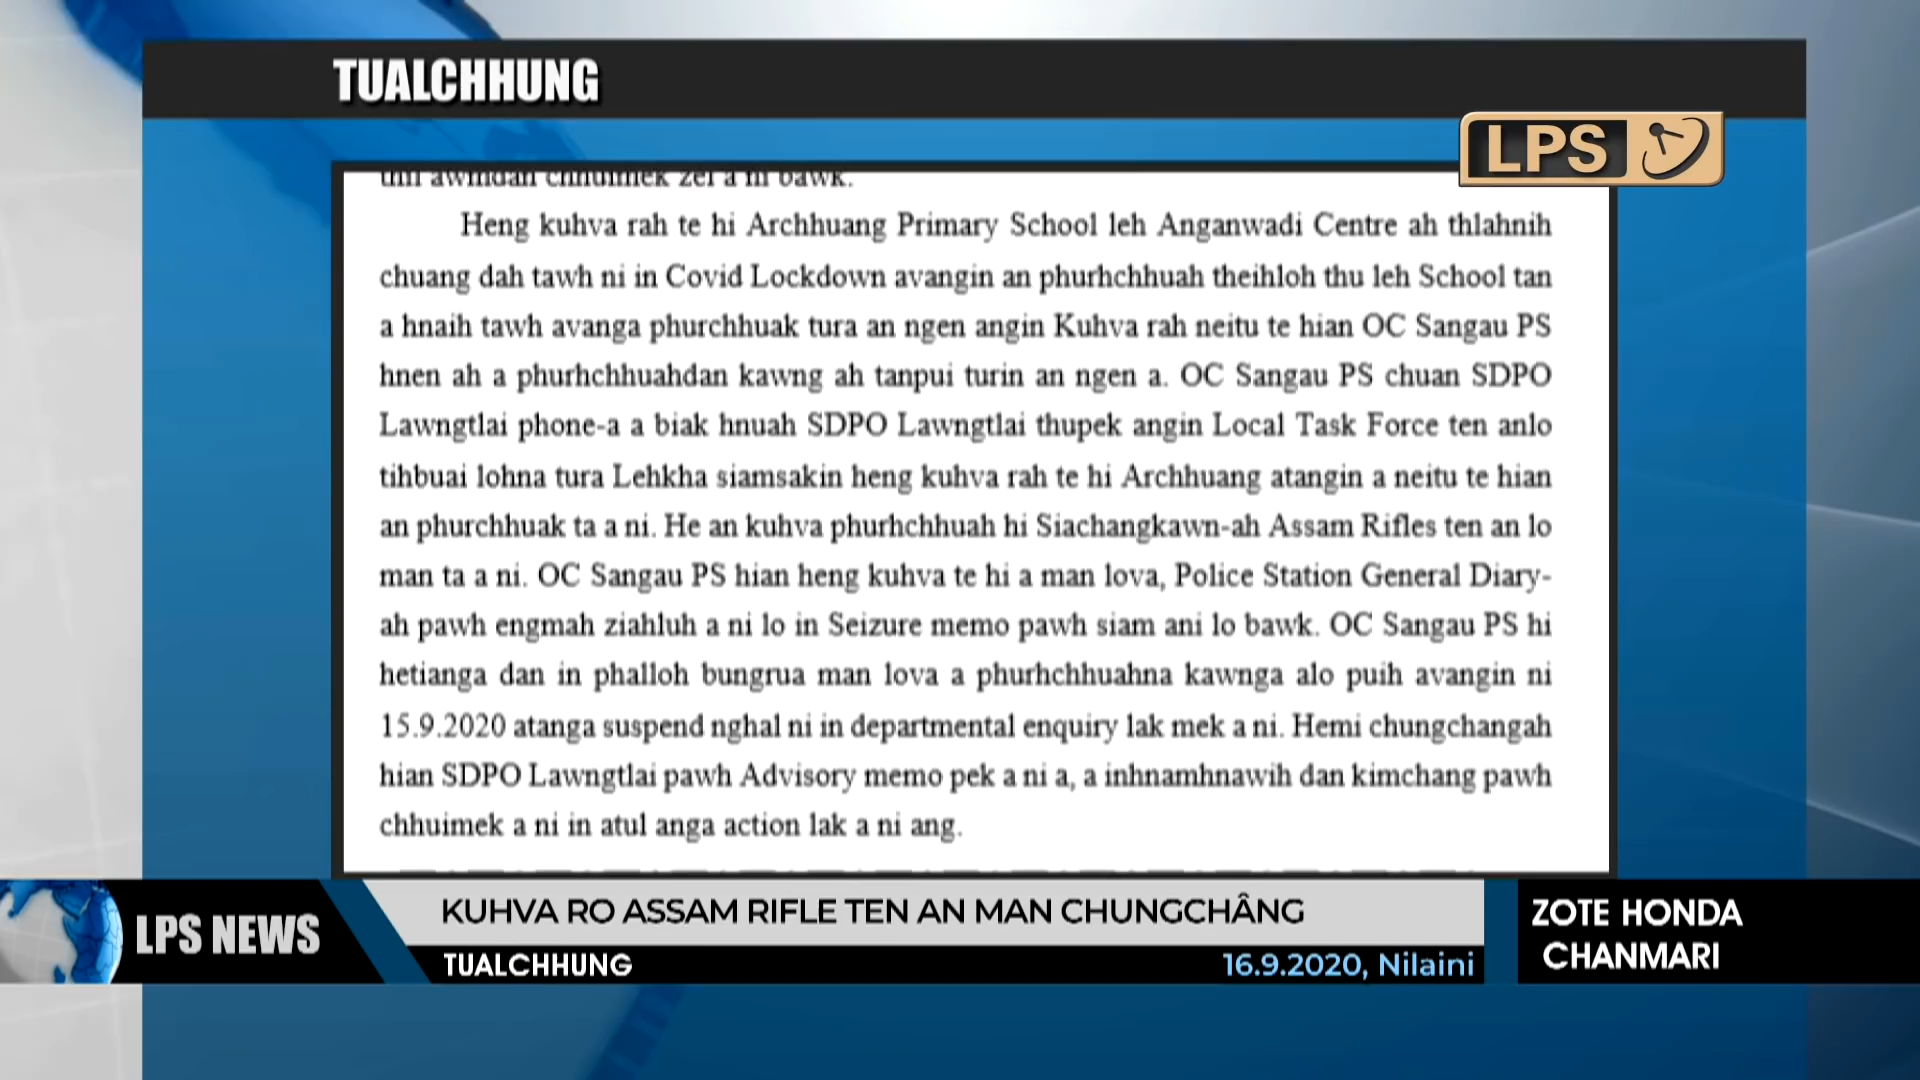 TUALCHHUNG
LPS
awmdan chhuimek zel a ni bawk.
Heng kuhva rah te hi Archhuang Primary School leh Anganwadi Centre ah thlahnih
chuang dah tawh ni in Covid Lockdown avangin an phurhchhuah theihloh thu leh School tan
a hnaih tawh avanga phurchhuak tura an ngen angin Kuhva rah neitu te hian OC Sangau PS
hnen ah a phurhchhuahdan kawng ah tanpui turin an ngen a. OC Sangau PS chuan SDPO
Lawngtlai phone-a a biak hnuah SDPO Lawngtlai thupek angin Local Task Force ten anlo
tihbuai lohna tura Lehkha siamsakin heng kuhva rah te hi Archhuang atangin a neitu te hian
an phurchhuak ta a ni. He an kuhva phurhchhuah hi Siachangkawn-ah Assam Rifles ten an lo
man ta a ni. OC Sangau PS hian heng kuhva te hi a man lova, Police Station General Diary-
ah pawh engmah ziahluh a ni lo in Seizure memo pawh siam ani lo bawk. OC Sangau PS hi
hetianga dan in phalloh bungrua man lova a phurhchhuahna kawnga alo puih avangin ni
15.9.2020 atanga suspend nghal ni in departmental enquiry lak mek a ni. Hemi chungchangah
hian SDPO Lawngtlai pawh Advisory memo pek a ni a, a inhnamhnawih dan kimchang pawh
chhuimek a ni in atul anga action lak a ni ang.
LPS NEWS
KUHVA RO ASSAM RIFLE TEN AN MAN CHUNGCHÂNG
TUALCHHUNG
16.9.2020, Nilaini
ZOTE HONDA
CHANMARI